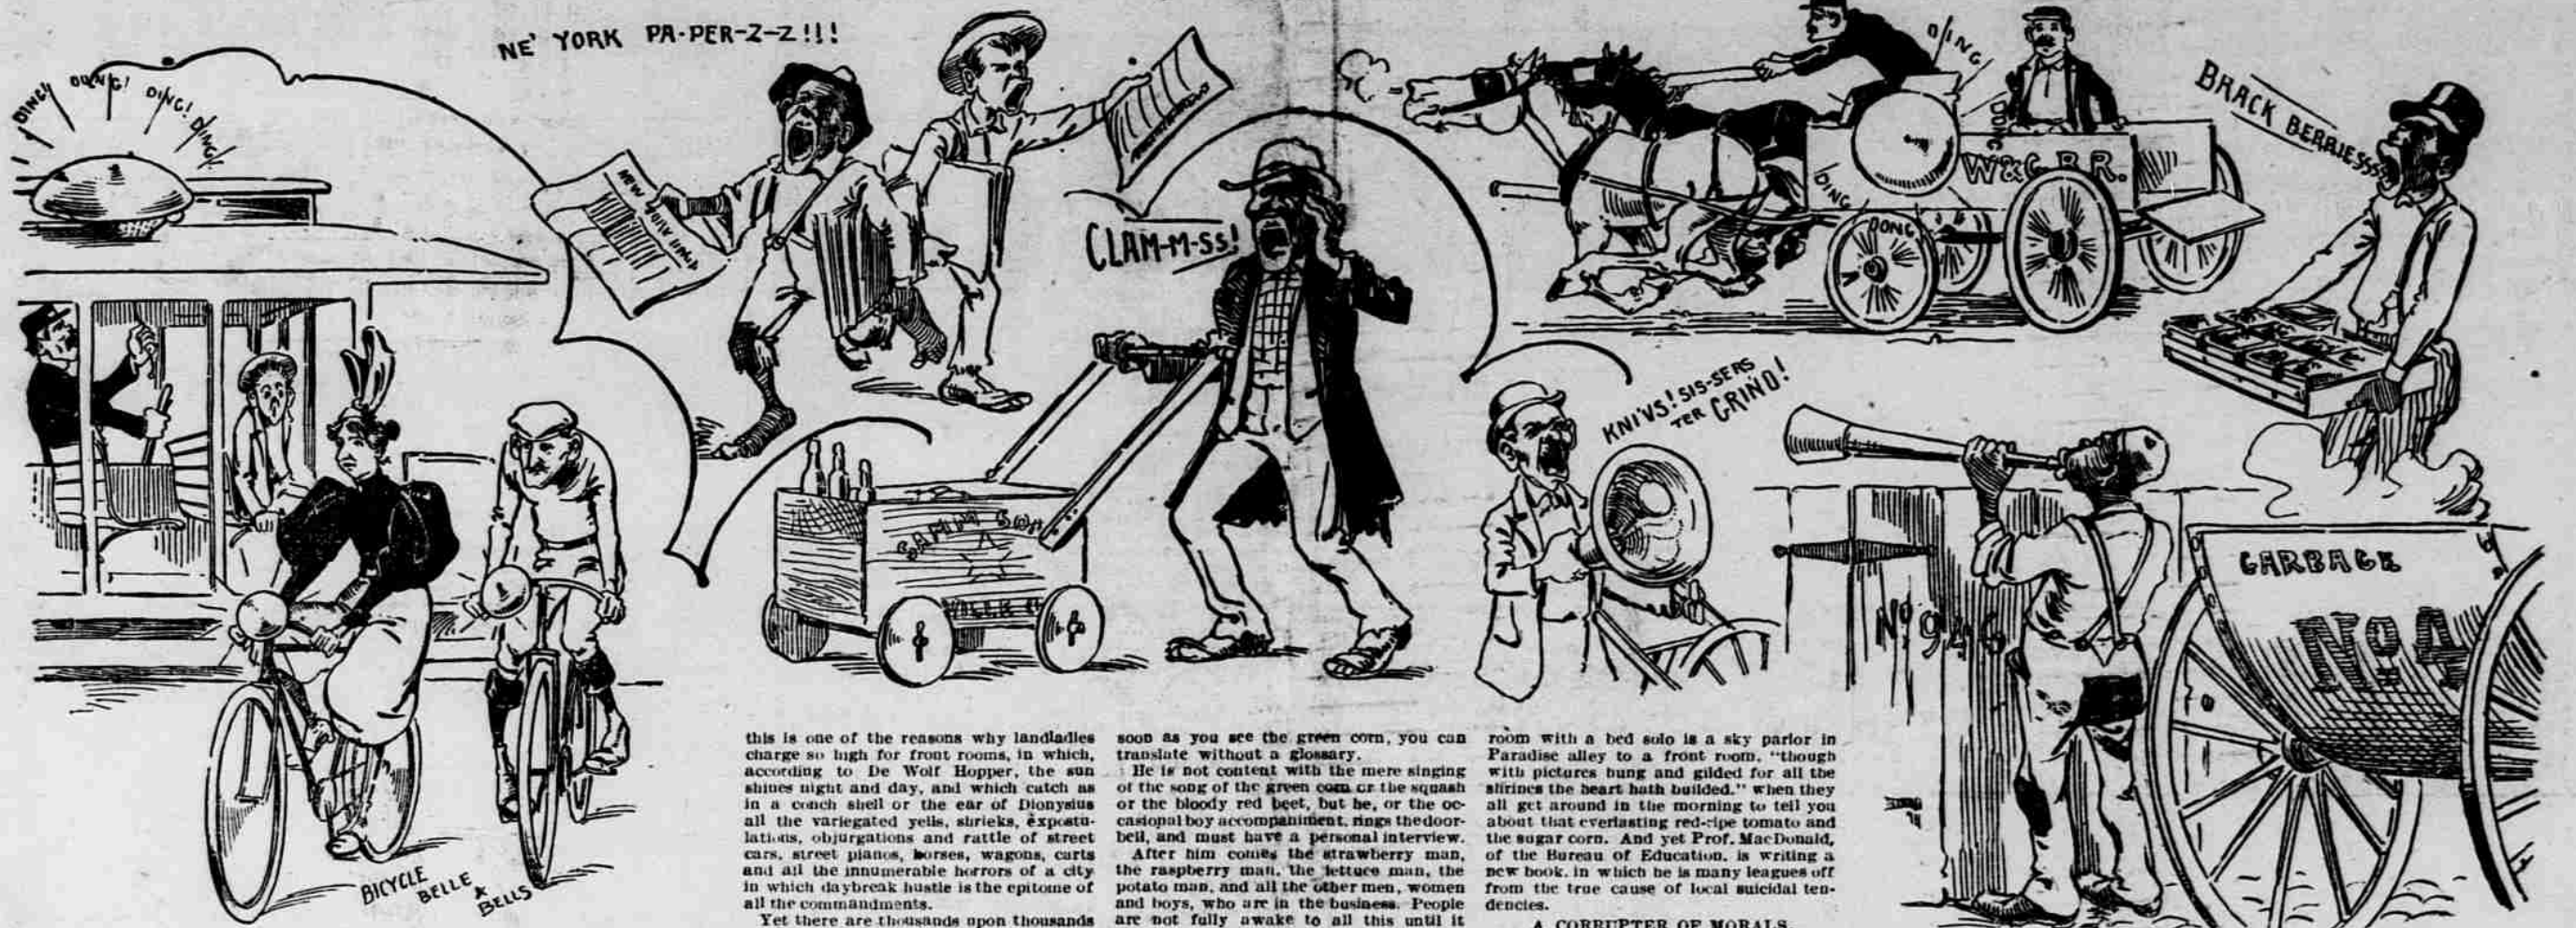 NE' YORK PA-PER-Z-Z!!!
DING! DUNG! DING! DING!
CLAM-M-SS!
DING
DONG
DING
DONG
W&G. R.R.
BRACK BERRIESSS
KNI'VS! SIS-SERS
TER GRIND!
GARBAGE
No 4
No 946
BICYCLE
BELLE &
BELLS
this is one of the reasons why landladies
charge so high for front rooms, in which,
according to De Wolf Hopper, the sun
shines night and day, and which catch as
in a conch shell or the ear of Dionysius
all the variegated yells, shrieks, expostu-
lations, objurgations and rattle of street
cars, street pianos, horses, wagons, carts
and all the innumerable horrors of a city
in which daybreak hustle is the epitome of
all the commandments.
Yet there are thousands upon thousands
soon as you see the green corn, you can
translate without a glossary.
He is not content with the mere singing
of the song of the green corn or the squash
or the bloody red beet, but he, or the oc-
casional boy accompaniment, rings the door-
bell, and must have a personal interview.
After him comes the strawberry man,
the raspberry man, the lettuce man, the
potato man, and all the other men, women
and boys, who are in the business. People
are not fully awake to all this until it
room with a bed solo is a sky parlor in
Paradise alley to a front room, "though
with pictures hung and gilded for all the
shrines the heart hath builded." when they
all get around in the morning to tell you
about that everlasting red-ripe tomato and
the sugar corn. And yet Prof. MacDonald,
of the Bureau of Education, is writing a
new book, in which he is many leagues off
from the true cause of local suicidal ten-
dencies.
A CORRUPTER OF MORALS.